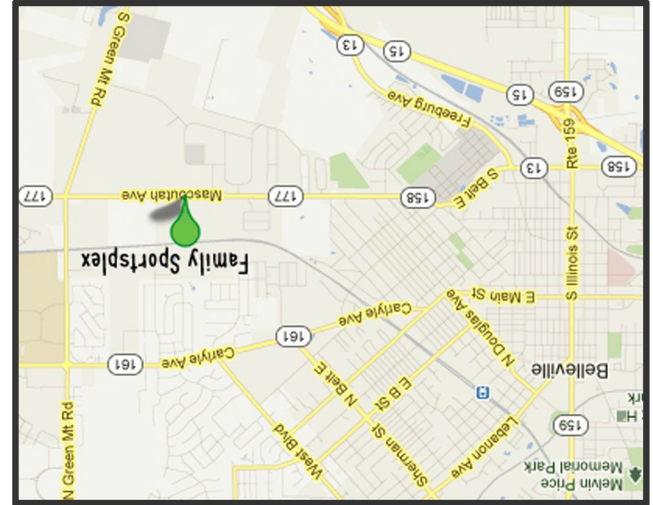 Melvin Price
Memorial Park
159
Lebanon Ave
Sherman St
West Blvd
N Green Mt Rd
rk
Belleville
E B St
N Belt E
N Douglas Ave
Carlyle Ave
161
161
Carlyle Ave
E Main St
S Illinois St
Family Sportsplex
S Belt E
158
177
Mascoutah Ave
177
158
13
Rte 159
Freeburg Ave
159
15
15
13
S Green Mt Rd